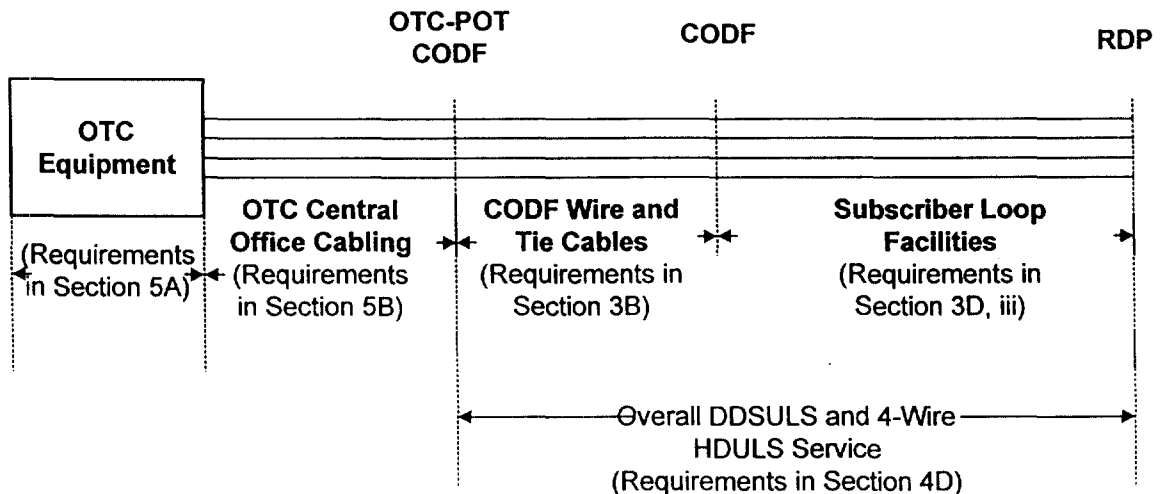 OTC-POT
CODF
CODF
RDP
OTC
Equipment
OTC Central
Office Cabling
(Requirements
in Section 5B)
CODF Wire and
Tie Cables
(Requirements in
Section 3B)
Subscriber Loop
Facilities
(Requirements in
Section 3D, iii)
(Requirements
in Section 5A)
Overall DDSULS and 4-Wire
HDULS Service
(Requirements in Section 4D)